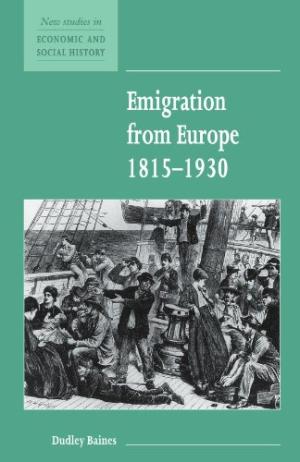 New studies in
ECONOMIC AND
SOCIAL HISTORY
Emigration
from Europe
1815–1930
Dudley Baines